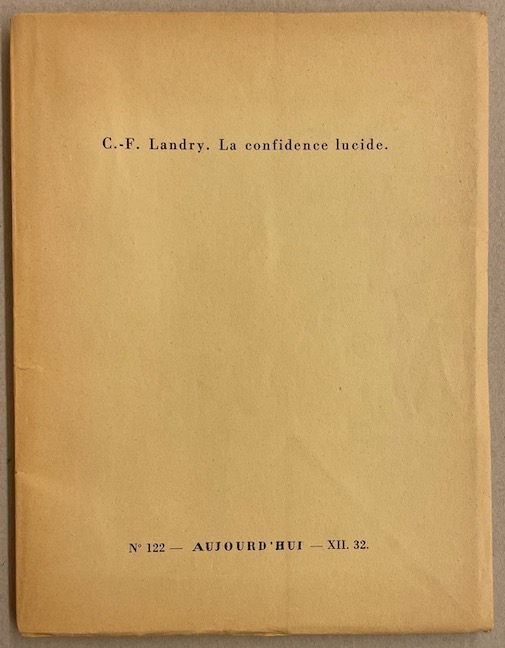 C.-F. Landry. La confidence lucide.
N° 122 — AUJOURD'HUI — XII. 32.